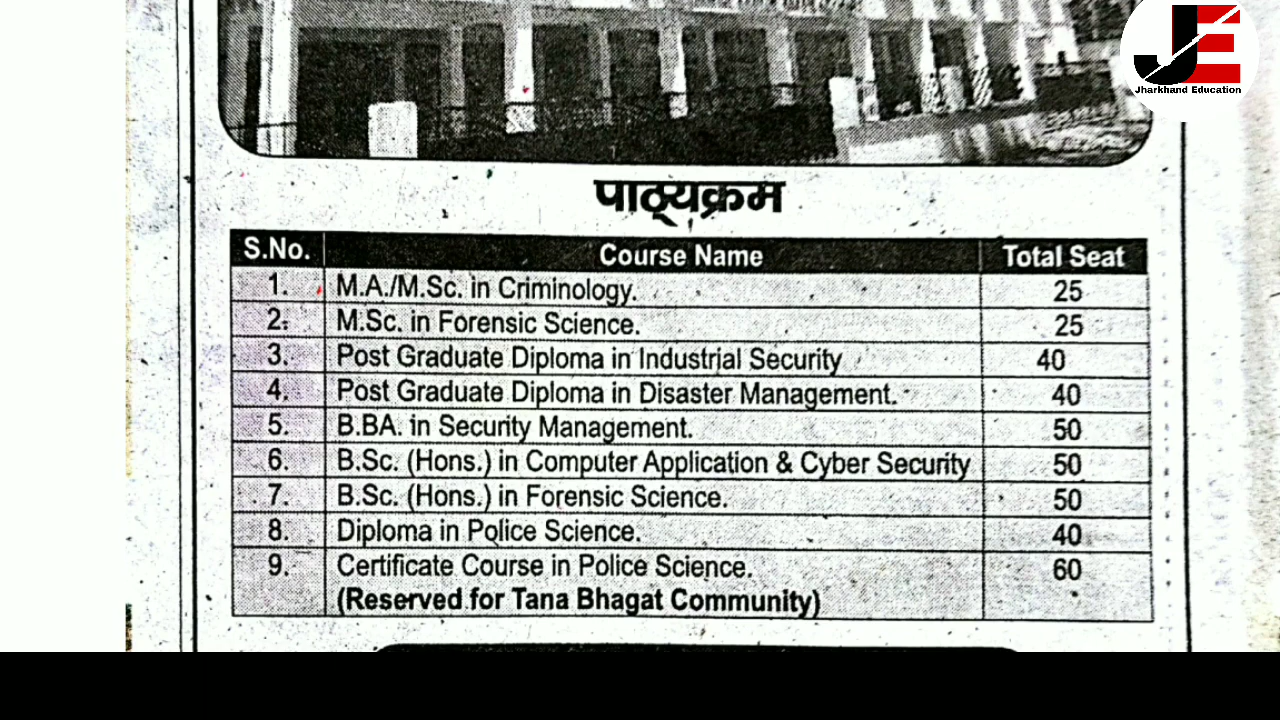 Jharkhand Education
पाठ्यक्रम
S.No. Course Name Total Seat
1. M.A./M.Sc. in Criminology. 25
2. M.Sc. in Forensic Science. 25
3. Post Graduate Diploma in Industrial Security 40
4. Post Graduate Diploma in Disaster Management. 40
5. B.BA. in Security Management. 50
6. B.Sc. (Hons.) in Computer Application & Cyber Security 50
7. B.Sc. (Hons.) in Forensic Science. 50
8. Diploma in Police Science. 40
9. Certificate Course in Police Science. 60
(Reserved for Tana Bhagat Community)